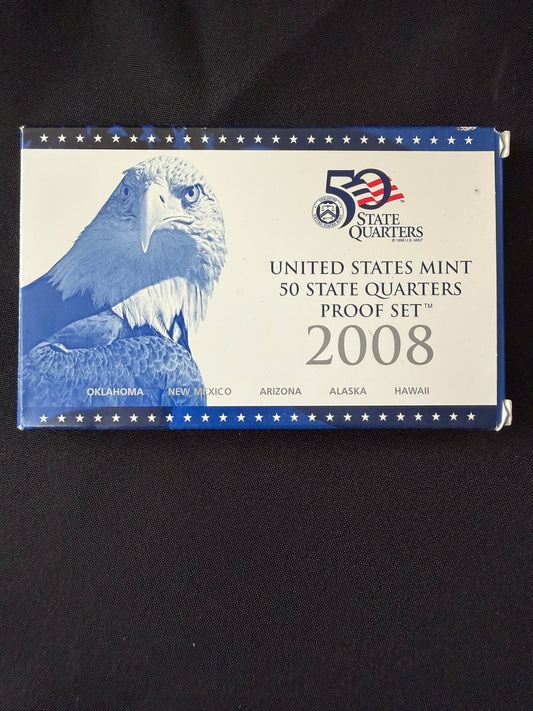 50
STATE
QUARTERS
© 1998 U.S. MINT
UNITED STATES MINT
50 STATE QUARTERS
PROOF SET™
2008
OKLAHOMA NEW MEXICO ARIZONA ALASKA HAWAII